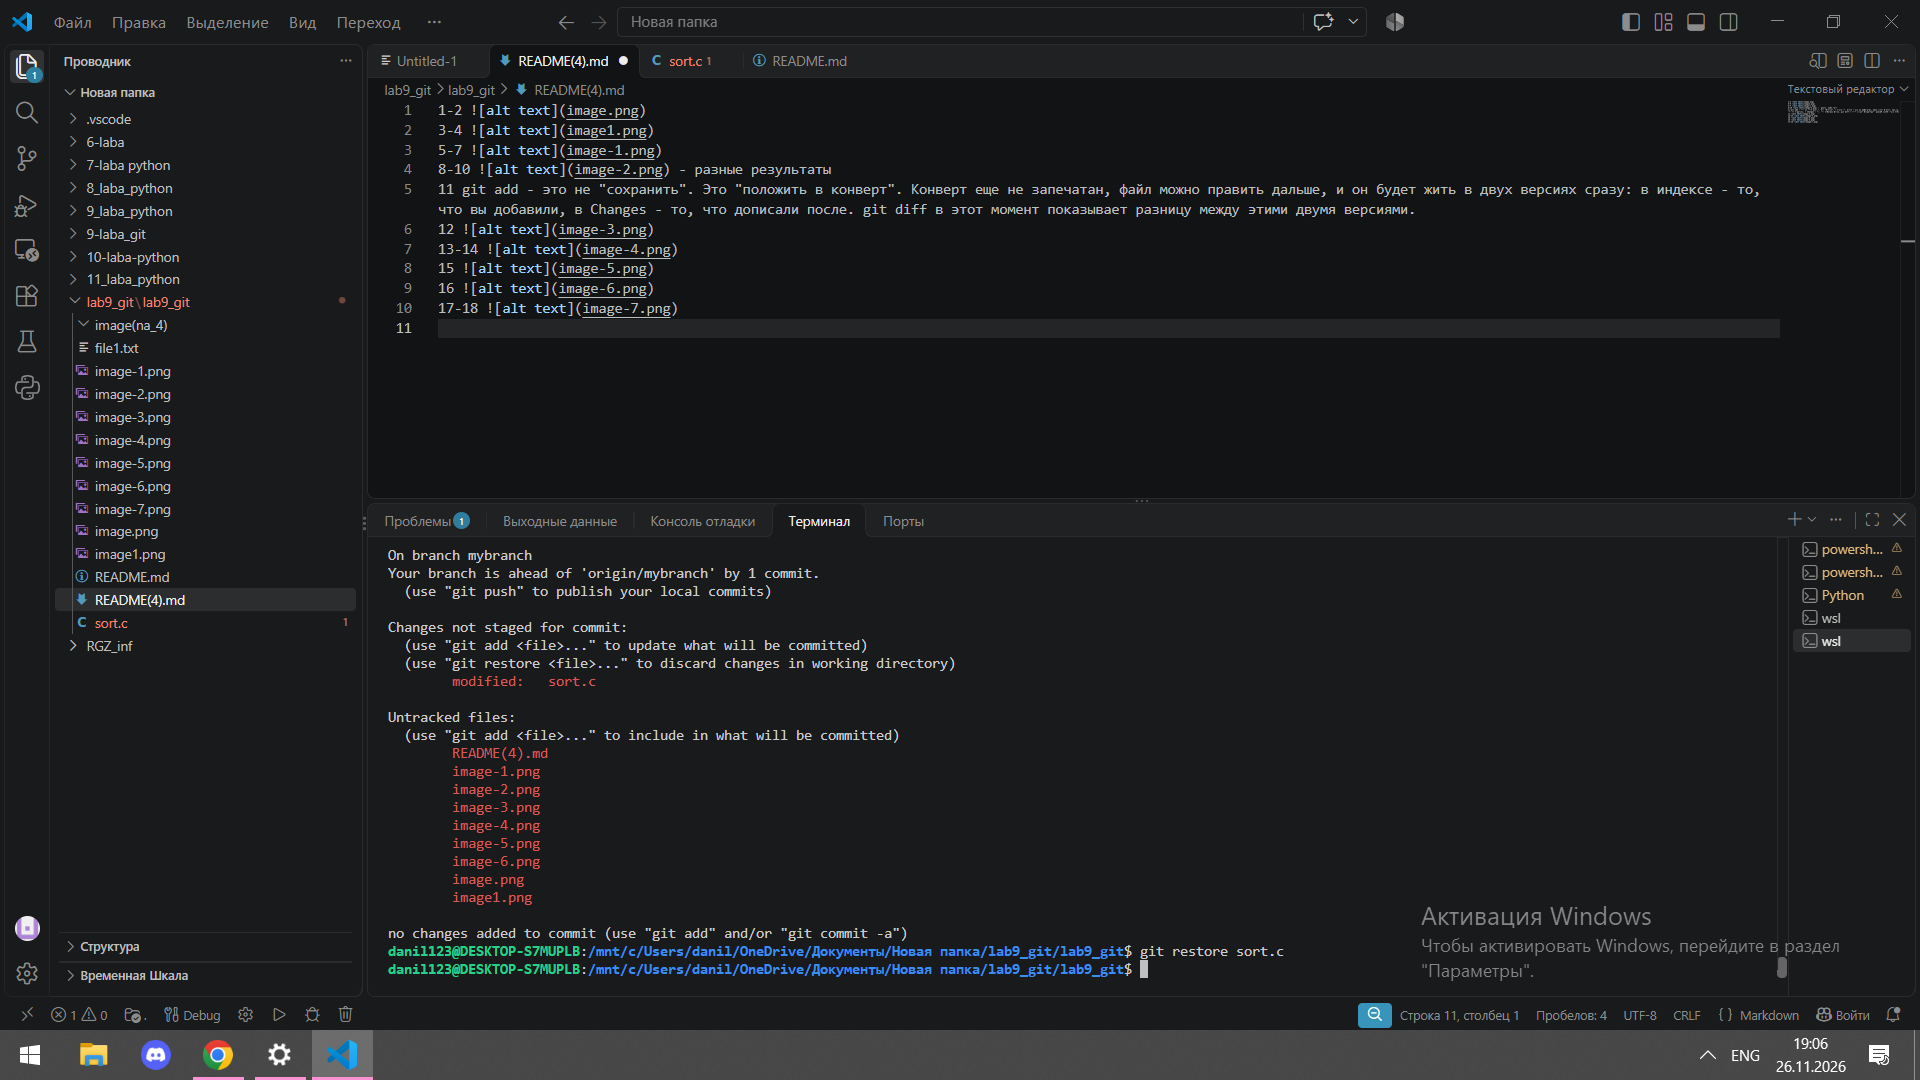 Файл Правка Выделение Вид Переход ··· Новая папка
Проводник ···
Новая папка
.vscode
6-laba
7-laba python
8_laba_python
9_laba_python
9-laba_git
10-laba-python
11_laba_python
lab9_git\lab9_git
image(na_4)
file1.txt
image-1.png
image-2.png
image-3.png
image-4.png
image-5.png
image-6.png
image-7.png
image.png
image1.png
README.md
README(4).md
C sort.c 1
RGZ_inf
Структура
Временная Шкала
1
Untitled-1 README(4).md C sort.c 1 README.md
lab9_git > lab9_git > README(4).md
Текстовый редактор
1 1-2 ![alt text](image.png)
2 3-4 ![alt text](image1.png)
3 5-7 ![alt text](image-1.png)
4 8-10 ![alt text](image-2.png) - разные результаты
5 11 git add - это не "сохранить". Это "положить в конверт". Конверт еще не запечатан, файл можно править дальше, и он будет жить в двух версиях сразу: в индексе - то,
что вы добавили, в Changes - то, что дописали после. git diff в этот момент показывает разницу между этими двумя версиями.
6 12 ![alt text](image-3.png)
7 13-14 ![alt text](image-4.png)
8 15 ![alt text](image-5.png)
9 16 ![alt text](image-6.png)
10 17-18 ![alt text](image-7.png)
11
Проблемы 1 Выходные данные Консоль отладки Терминал Порты
On branch mybranch
Your branch is ahead of 'origin/mybranch' by 1 commit.
(use "git push" to publish your local commits)
Changes not staged for commit:
(use "git add <file>..." to update what will be committed)
(use "git restore <file>..." to discard changes in working directory)
modified: sort.c
Untracked files:
(use "git add <file>..." to include in what will be committed)
README(4).md
image-1.png
image-2.png
image-3.png
image-4.png
image-5.png
image-6.png
image.png
image1.png
no changes added to commit (use "git add" and/or "git commit -a")
danil123@DESKTOP-S7MUPLB:/mnt/c/Users/danil/OneDrive/Документы/Новая папка/lab9_git/lab9_git$ git restore sort.c
danil123@DESKTOP-S7MUPLB:/mnt/c/Users/danil/OneDrive/Документы/Новая папка/lab9_git/lab9_git$
powersh...
powersh...
Python
wsl
wsl
Активация Windows
Чтобы активировать Windows, перейдите в раздел
"Параметры".
1 0 Debug Строка 11, столбец 1 Пробелов: 4 UTF-8 CRLF { } Markdown Войти
ENG 19:06
26.11.2026